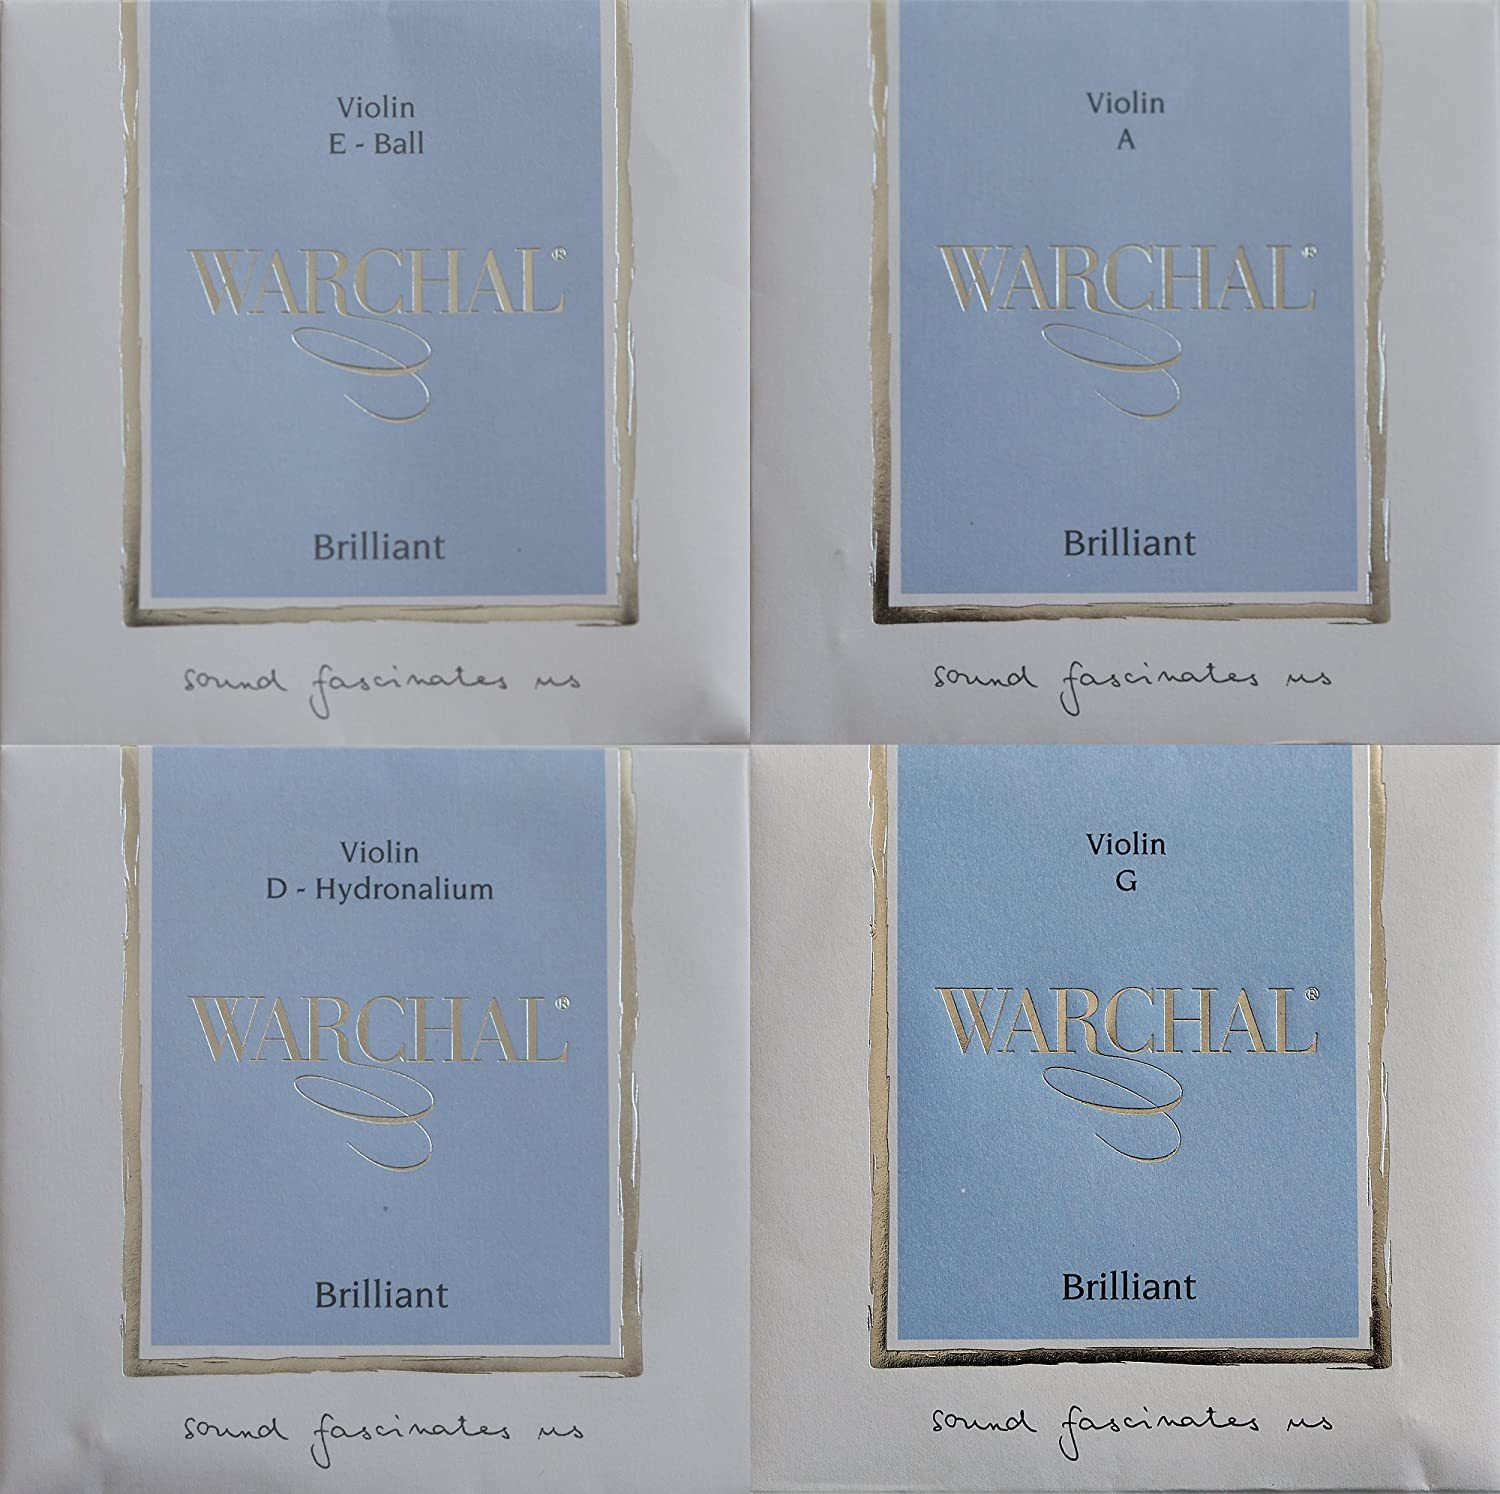 Violin
E - Ball
WARCHAL®
Brilliant
sound fascinates us
Violin
A
WARCHAL®
Brilliant
sound fascinates us
Violin
D - Hydronalium
WARCHAL®
Brilliant
sound fascinates us
Violin
G
WARCHAL®
Brilliant
sound fascinates us